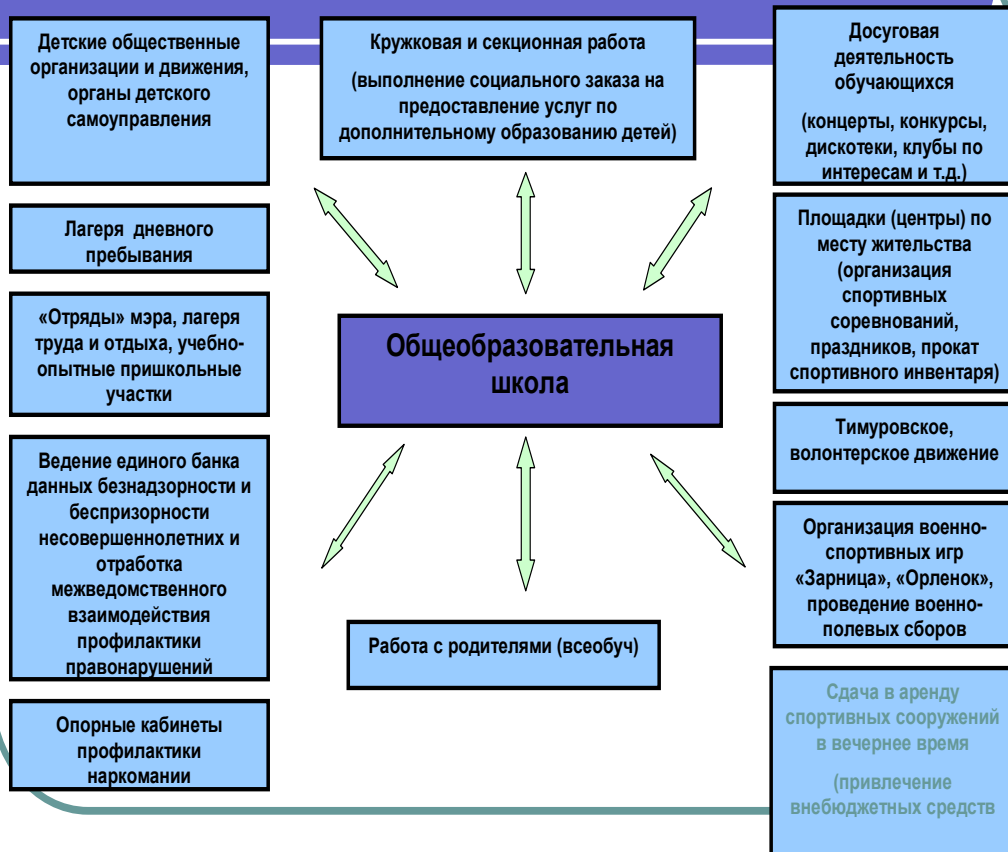 Детские общественные
организации и движения,
органы детского
самоуправления
Лагеря дневного
пребывания
«Отряды» мэра, лагеря
труда и отдыха, учебно-
опытные пришкольные
участки
Ведение единого банка
данных безнадзорности и
беспризорности
несовершеннолетних и
отработка
межведомственного
взаимодействия
профилактики
правонарушений
Опорные кабинеты
профилактики
наркомании
Кружковая и секционная работа
(выполнение социального заказа на
предоставление услуг по
дополнительному образованию детей)
Общеобразовательная
школа
Работа с родителями (всеобуч)
Досуговая
деятельность
обучающихся
(концерты, конкурсы,
дискотеки, клубы по
интересам и т.д.)
Площадки (центры) по
месту жительства
(организация
спортивных
соревнований,
праздников, прокат
спортивного инвентаря)
Тимуровское,
волонтерское движение
Организация военно-
спортивных игр
«Зарница», «Орленок»,
проведение военно-
полевых сборов
Сдача в аренду
спортивных сооружений
в вечернее время
(привлечение
внебюджетных средств